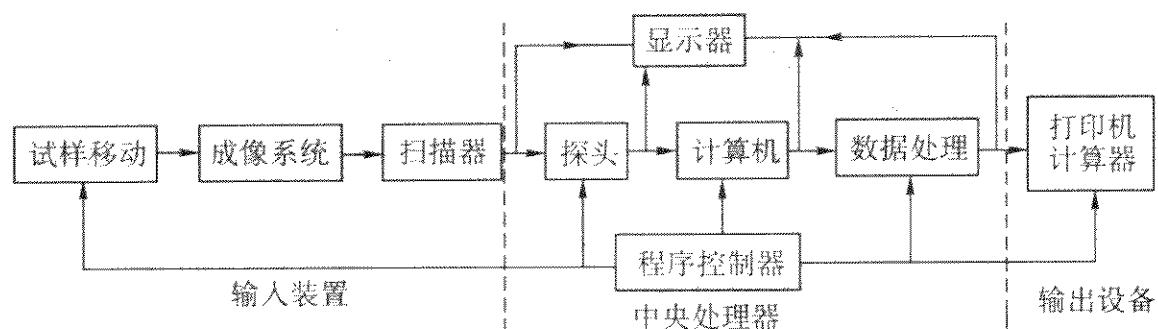 显示器
试样移动
成像系统
扫描器
探头
计算机
数据处理
打印机
计算器
程序控制器
输入装置
中央处理器
输出设备